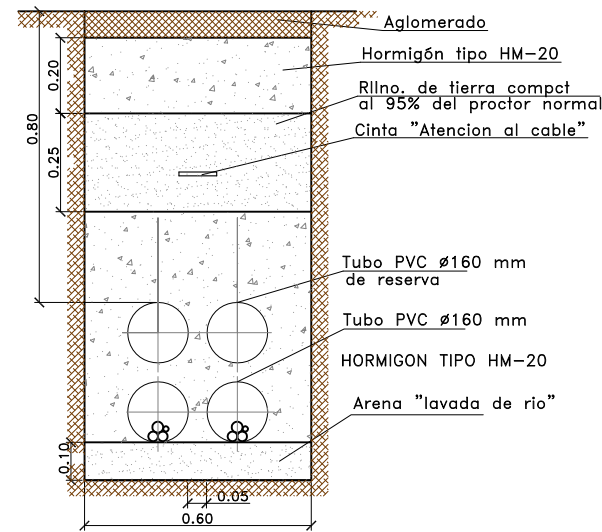 Aglomerado
Hormigón tipo HM-20
Rllno. de tierra compct
al 95% del proctor normal
Cinta "Atencion al cable"
0.20
0.80
0.25
Tubo PVC ø160 mm
de reserva
Tubo PVC ø160 mm
HORMIGON TIPO HM-20
Arena "lavada de rio"
0.10
0.05
0.60